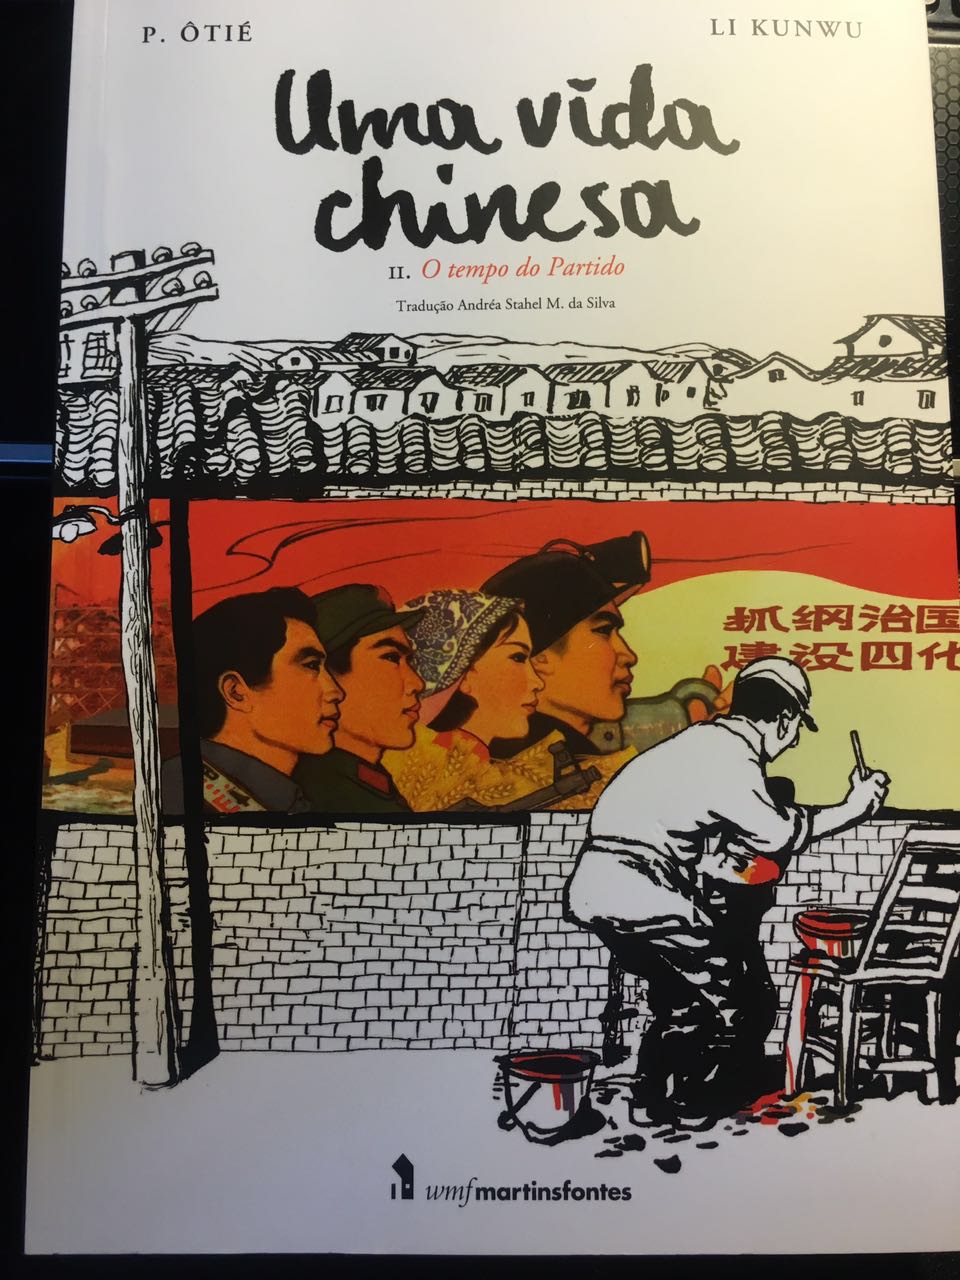 P. ÔTIÉ
LI KUNWU
Uma vida
chinesa
II. O tempo do Partido
Tradução Andréa Stahel M. da Silva
抓纲治国
建设四化
wmfmartinsfontes